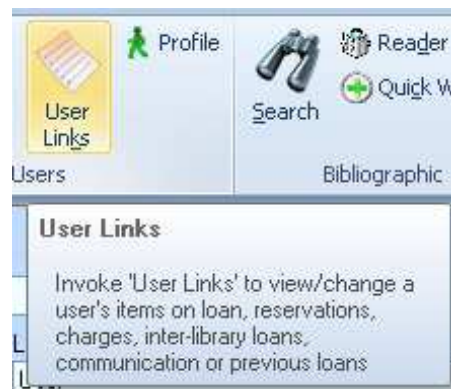 Profile
User
Links
Search
Reader
Quick W
Users
Bibliographic
User Links
Invoke 'User Links' to view/change a
user's items on loan, reservations,
charges, inter-library loans,
communication or previous loans